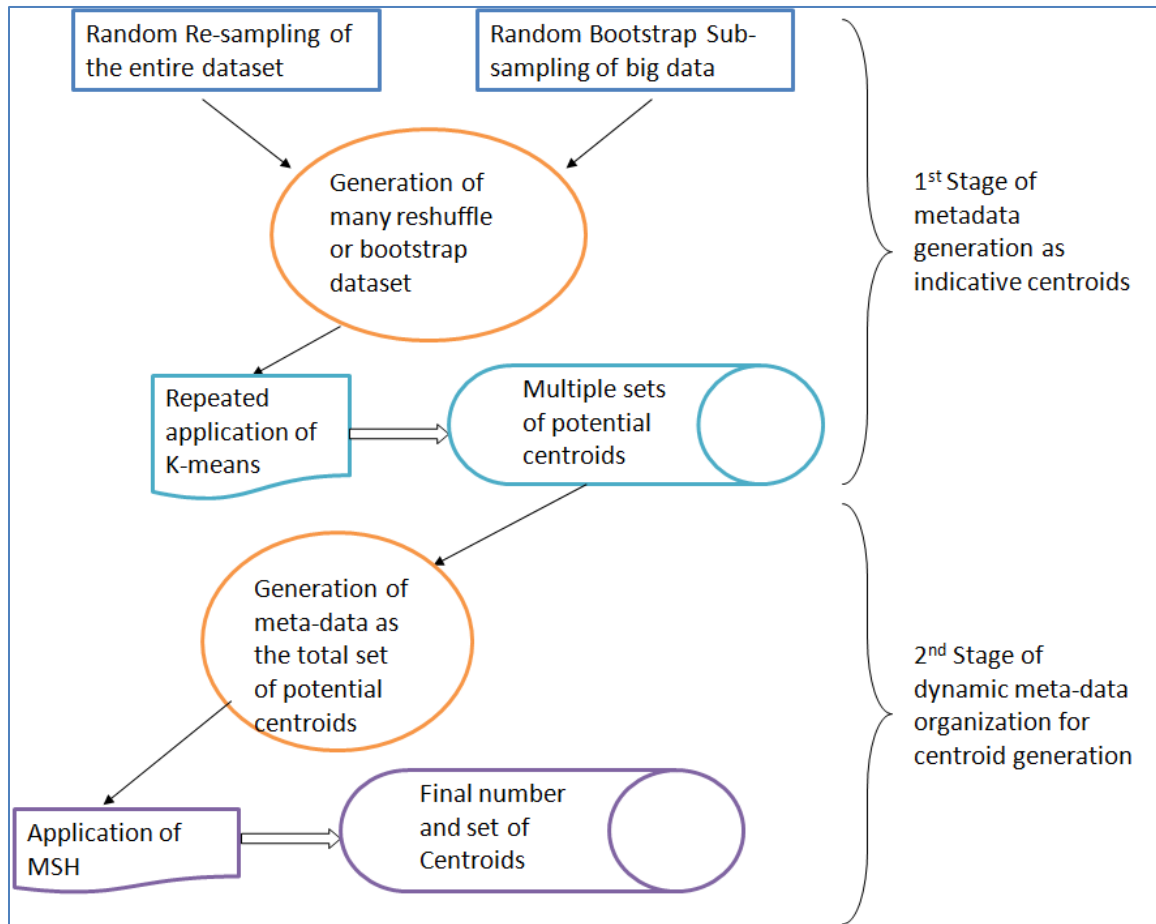 Random Re-sampling of
the entire dataset
Random Bootstrap Sub-
sampling of big data
Generation of
many reshuffle
or bootstrap
dataset
1st Stage of
metadata
generation as
indicative centroids
Repeated
application of
K-means
Multiple sets
of potential
centroids
Generation of
meta-data as
the total set
of potential
centroids
2nd Stage of
dynamic meta-data
organization for
centroid generation
Application of
MSH
Final number
and set of
Centroids